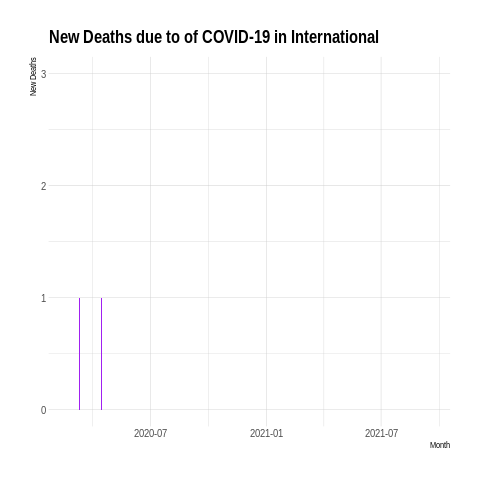 New Deaths due to of COVID-19 in International
New Deaths
3
2
1
0
2020-07
2021-01
2021-07
Month